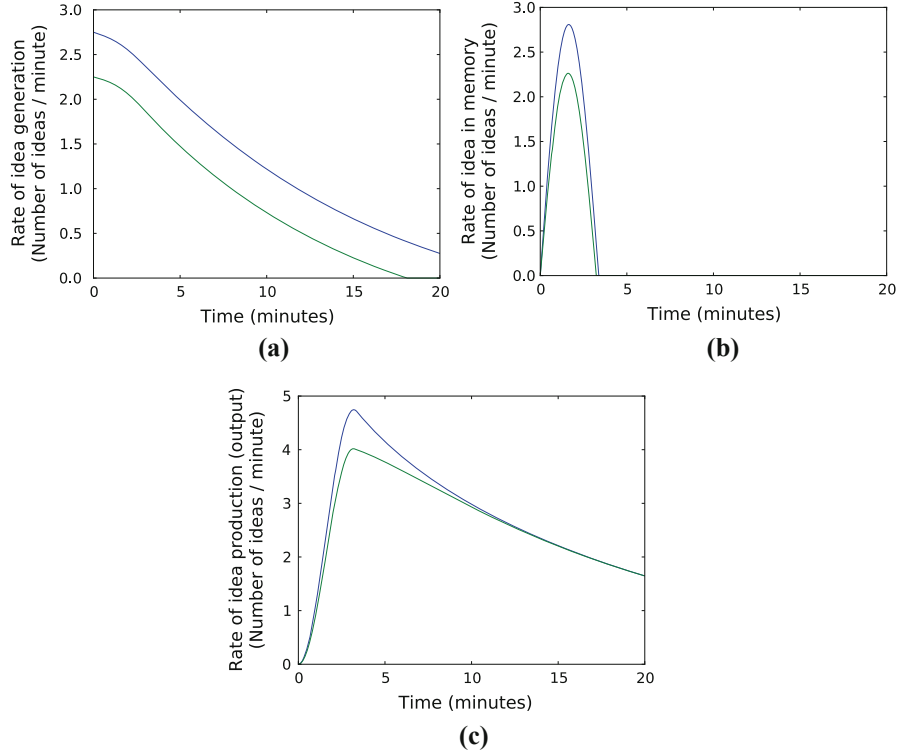 Rate of idea generation
(Number of ideas / minute)
3.0
2.5
2.0
1.5
1.0
0.5
0.0
0 5 10 15 20
Time (minutes)
(a)
Rate of idea in memory
(Number of ideas / minute)
3.0
2.5
2.0
1.5
1.0
0.5
0.0
0 5 10 15 20
Time (minutes)
(b)
Rate of idea production (output)
(Number of ideas / minute)
5
4
3
2
1
0
0 5 10 15 20
Time (minutes)
(c)